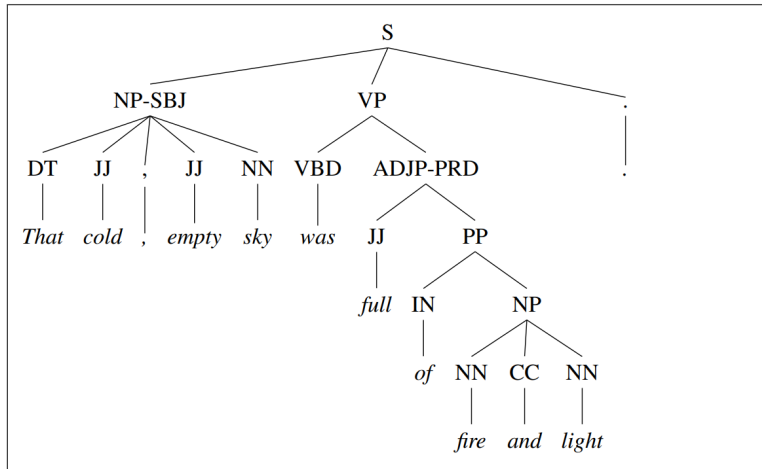 S
NP-SBJ VP .
DT JJ , JJ NN VBD ADJP-PRD .
That cold , empty sky was JJ PP
full IN NP
of NN CC NN
fire and light